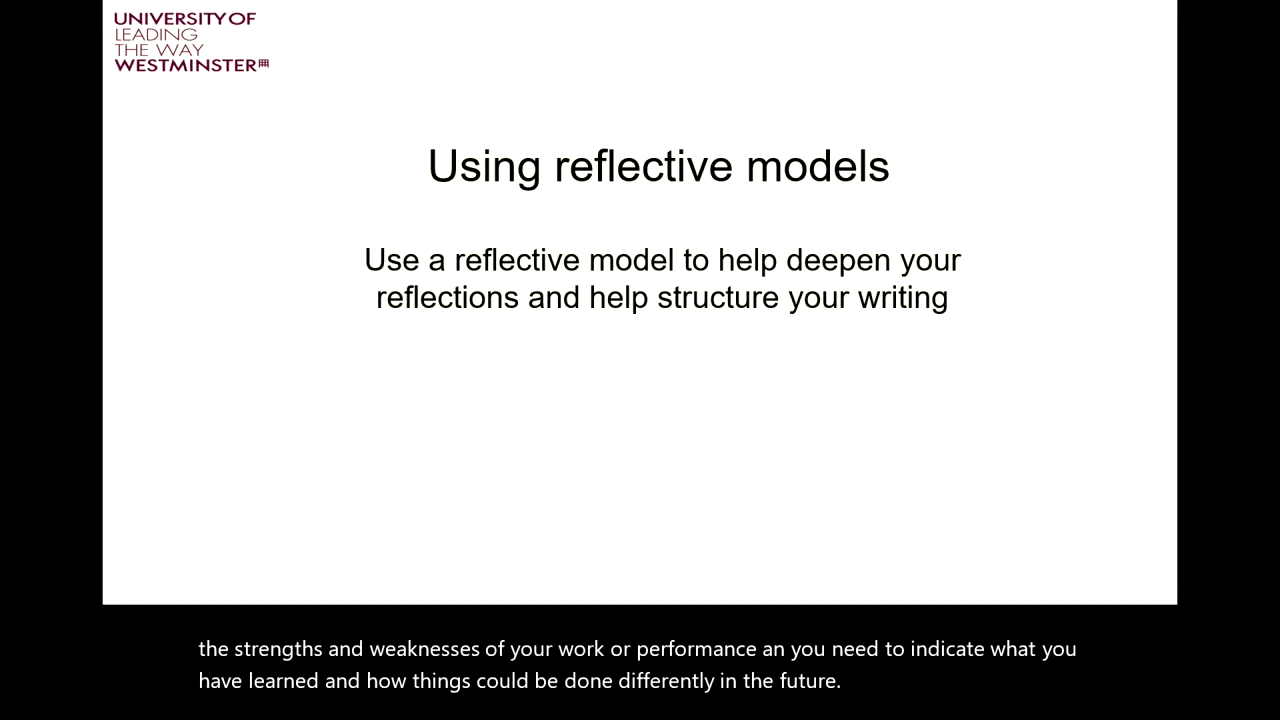 UNIVERSITY OF
LEADING
THE WAY
WESTMINSTER
Using reflective models
Use a reflective model to help deepen your
reflections and help structure your writing
the strengths and weaknesses of your work or performance an you need to indicate what you
have learned and how things could be done differently in the future.